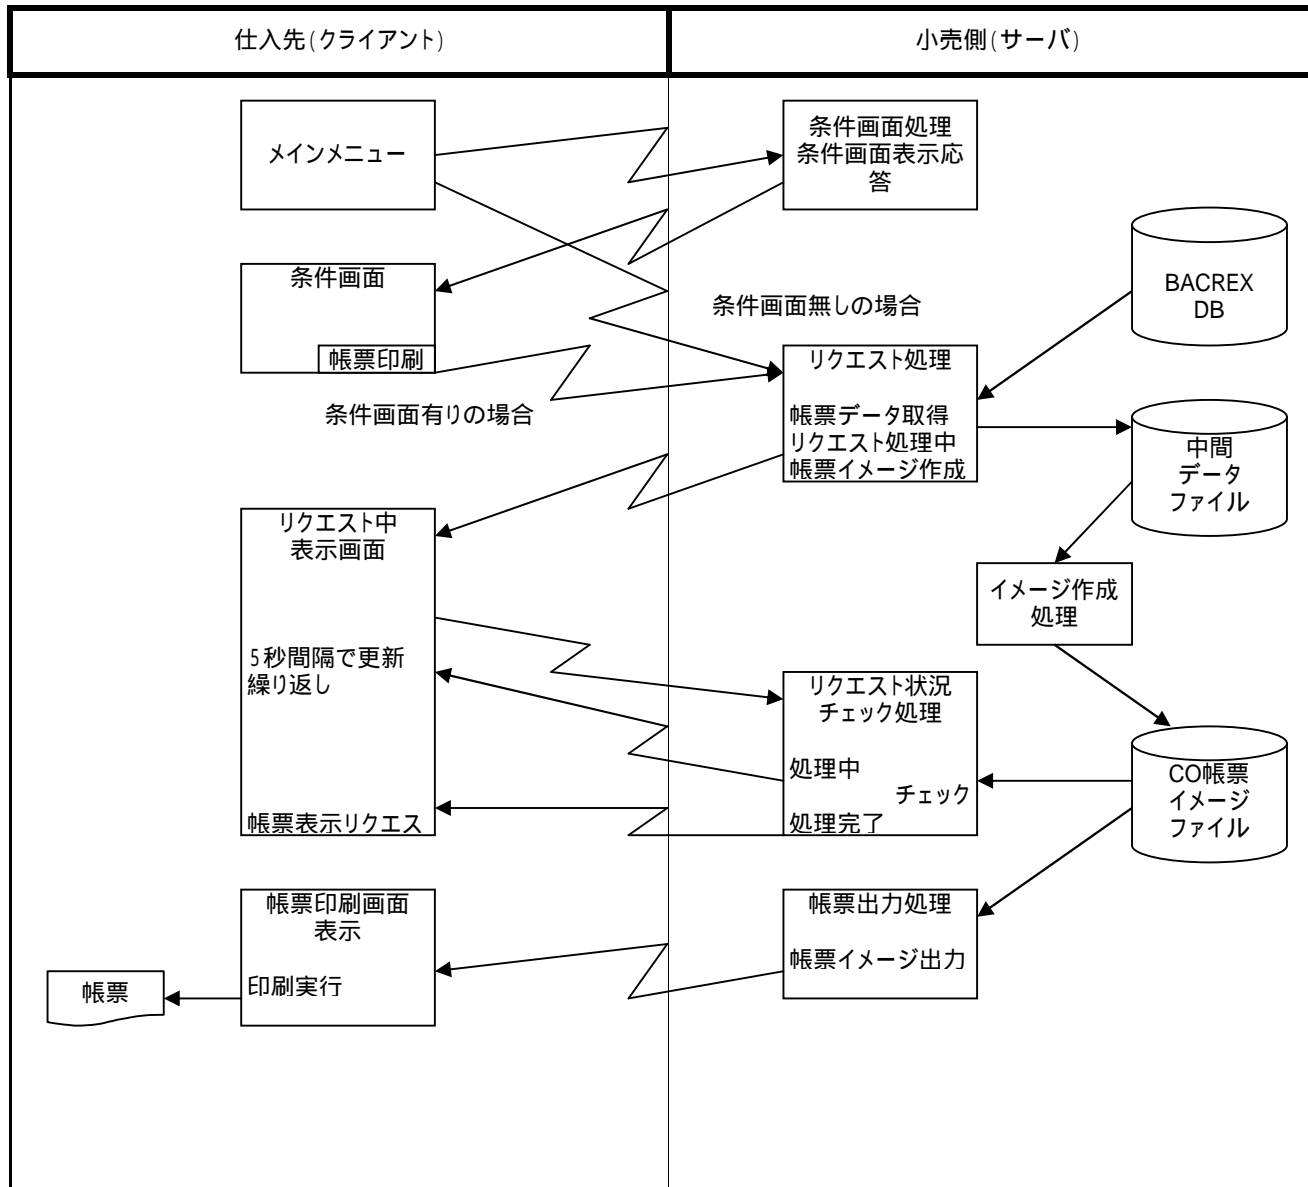 仕入先(クライアント)
小売側(サーバ)
メインメニュー
条件画面処理
条件画面表示応
答
条件画面
帳票印刷
条件画面無しの場合
条件画面有りの場合
BACREX
DB
リクエスト処理
帳票データ取得
リクエスト処理中
帳票イメージ作成
中間
データ
ファイル
リクエスト中
表示画面
5秒間隔で更新
繰り返し
帳票表示リクエス
イメージ作成
処理
リクエスト状況
チェック処理
処理中
チェック
処理完了
CO帳票
イメージ
ファイル
帳票印刷画面
表示
印刷実行
帳票
帳票出力処理
帳票イメージ出力